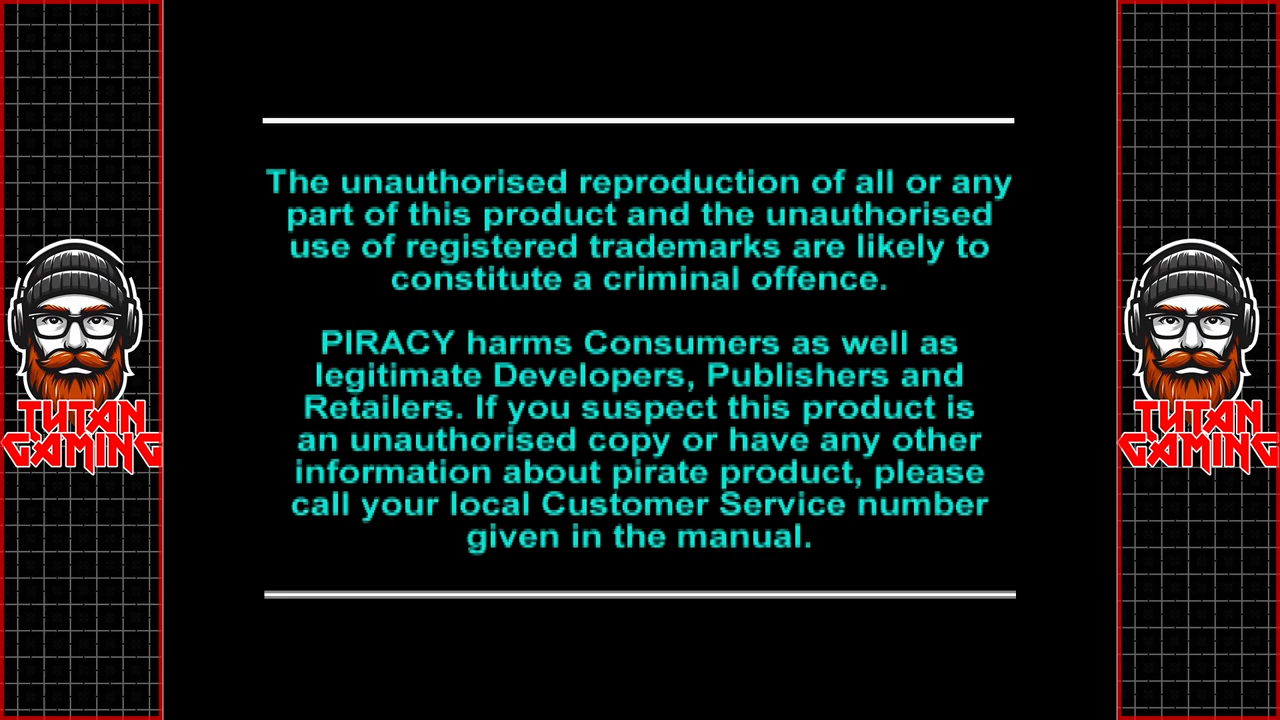 The unauthorised reproduction of all or any
part of this product and the unauthorised
use of registered trademarks are likely to
constitute a criminal offence.
PIRACY harms Consumers as well as
legitimate Developers, Publishers and
Retailers. If you suspect this product is
an unauthorised copy or have any other
information about pirate product, please
call your local Customer Service number
given in the manual.
TUTAN
GAMING
TUTAN
GAMING